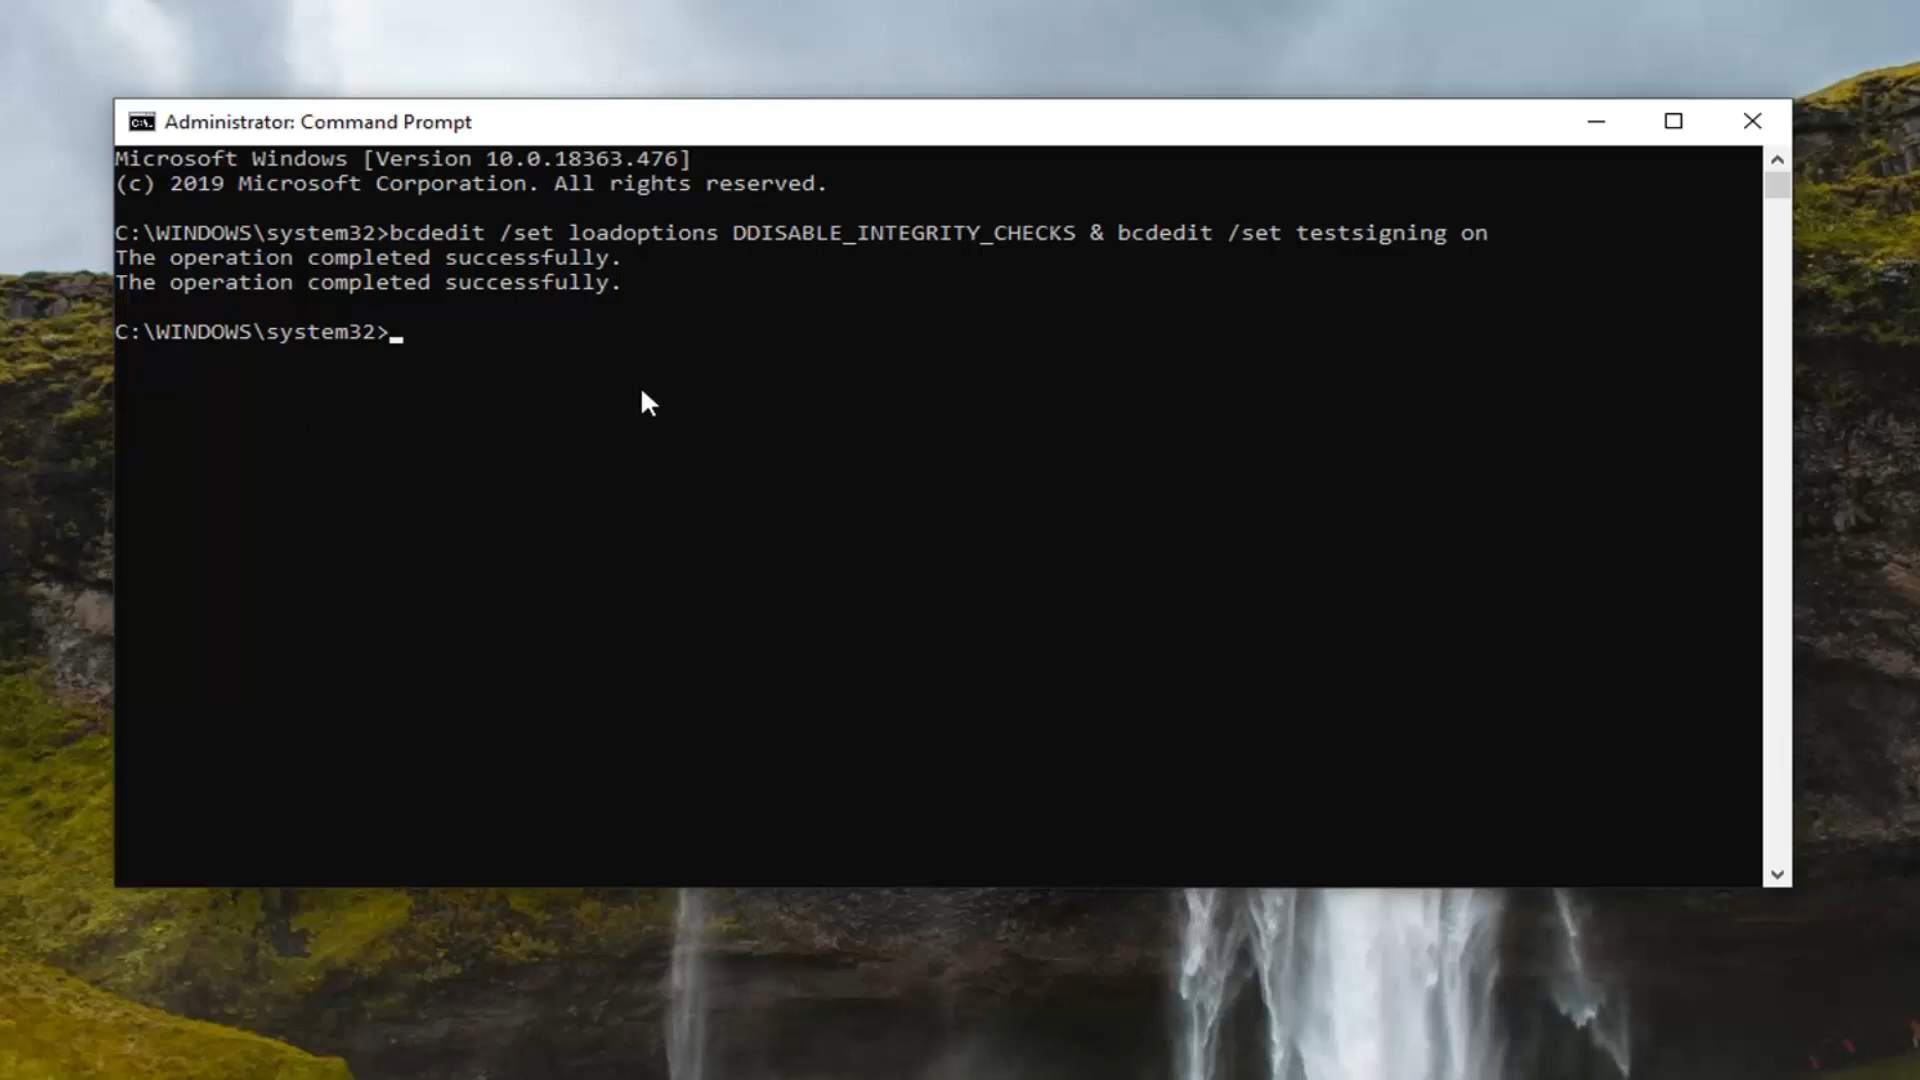 Administrator: Command Prompt
Microsoft Windows [Version 10.0.18363.476]
(c) 2019 Microsoft Corporation. All rights reserved.
C:\WINDOWS\system32>bcdedit /set loadoptions DDISABLE_INTEGRITY_CHECKS & bcdedit /set testsigning on
The operation completed successfully.
The operation completed successfully.
C:\WINDOWS\system32>